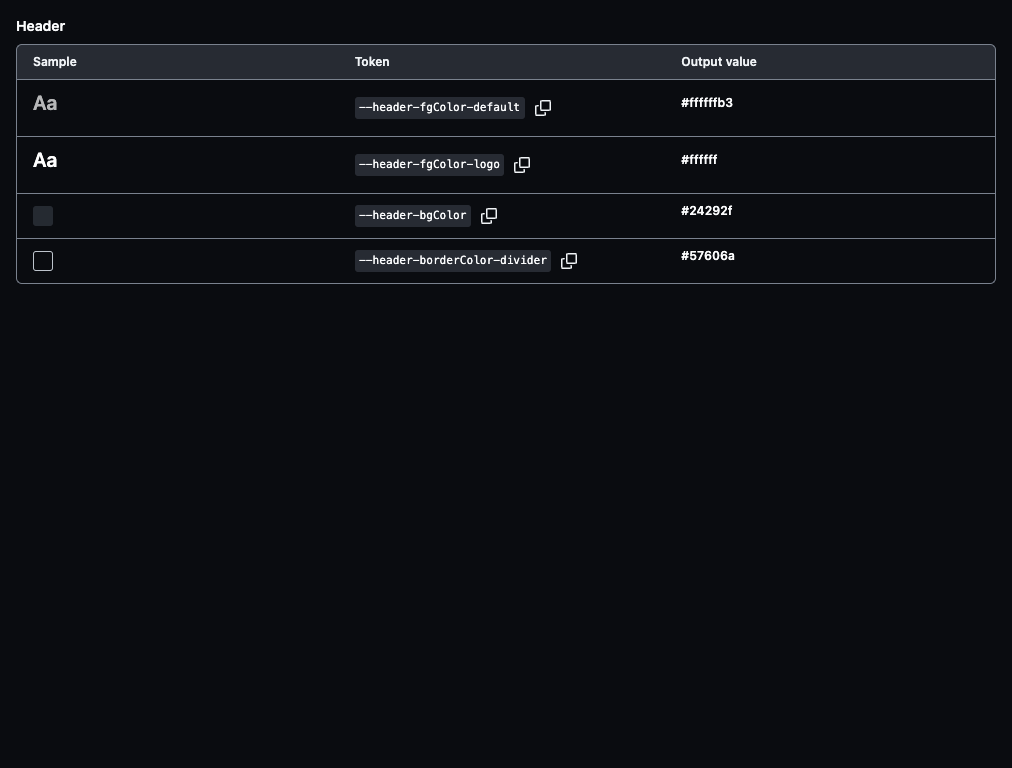 Header
Sample Token Output value
Aa --header-fgColor-default #ffffffb3
Aa --header-fgColor-logo #ffffff
--header-bgColor #24292f
--header-borderColor-divider #57606a